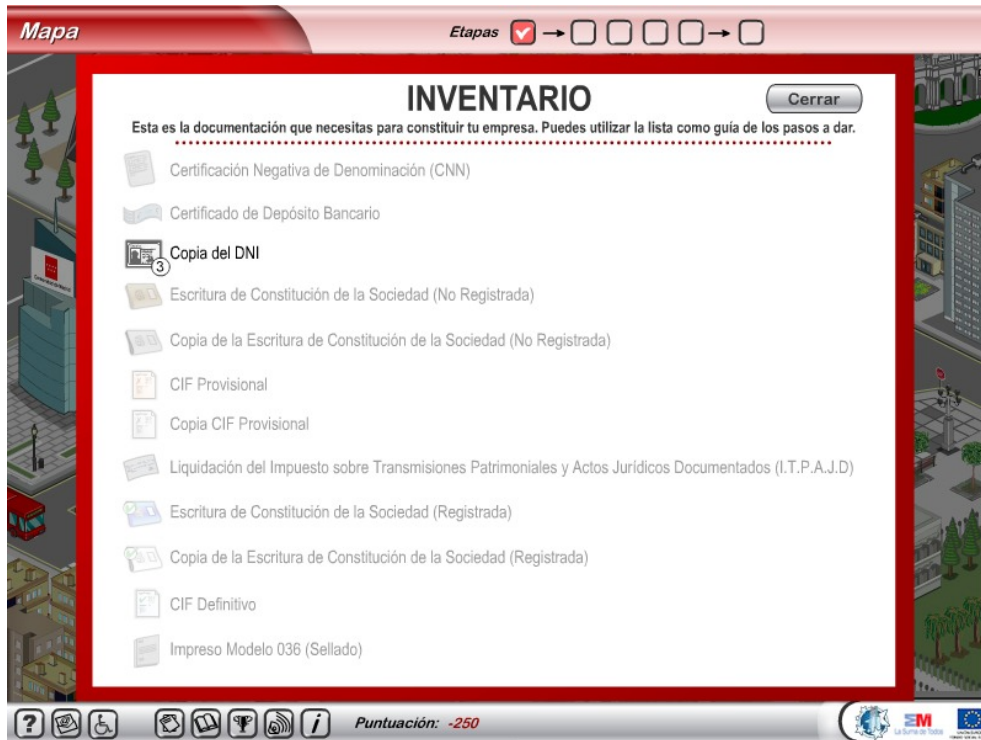 Mapa
Etapas
INVENTARIO
Cerrar
Esta es la documentación que necesitas para constituir tu empresa. Puedes utilizar la lista como guía de los pasos a dar.
Certificación Negativa de Denominación (CNN)
Certificado de Depósito Bancario
Copia del DNI
3
Escritura de Constitución de la Sociedad (No Registrada)
Copia de la Escritura de Constitución de la Sociedad (No Registrada)
CIF Provisional
Copia CIF Provisional
Liquidación del Impuesto sobre Transmisiones Patrimoniales y Actos Jurídicos Documentados (I.T.P.A.J.D)
Escritura de Constitución de la Sociedad (Registrada)
Copia de la Escritura de Constitución de la Sociedad (Registrada)
CIF Definitivo
Impreso Modelo 036 (Sellado)
? i Puntuación: -250
EM
La Suma de Todos